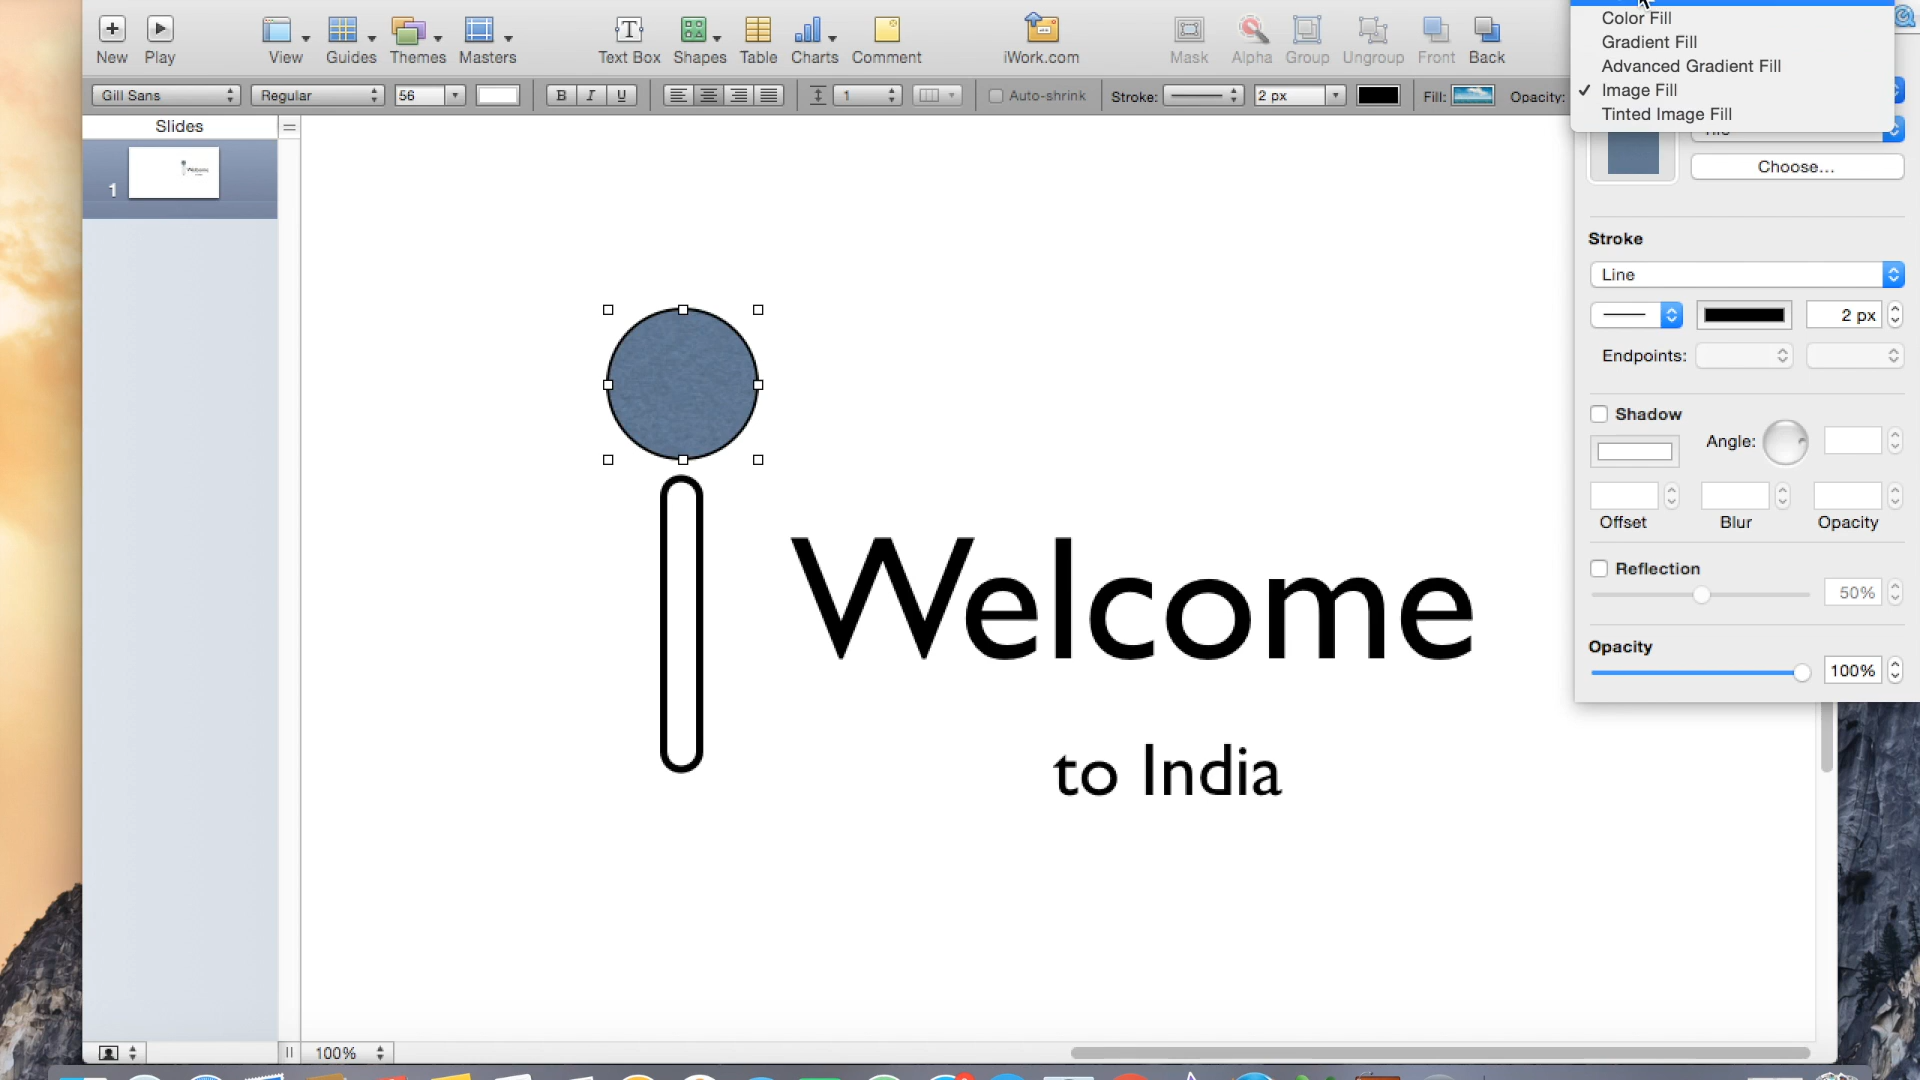 New Play View Guides Themes Masters Text Box Shapes Table Charts Comment iWork.com Mask Alpha Group Ungroup Front Back
Color Fill
Gradient Fill
Advanced Gradient Fill
Image Fill
Tinted Image Fill
Gill Sans Regular 56 B I U 1 Auto-shrink Stroke: 2 px Fill: Opacity:
Slides
1
Choose...
Stroke
Line
2 px
Endpoints:
Shadow
Angle:
Offset Blur Opacity
Reflection
50%
Opacity
100%
Welcome
to India
100%